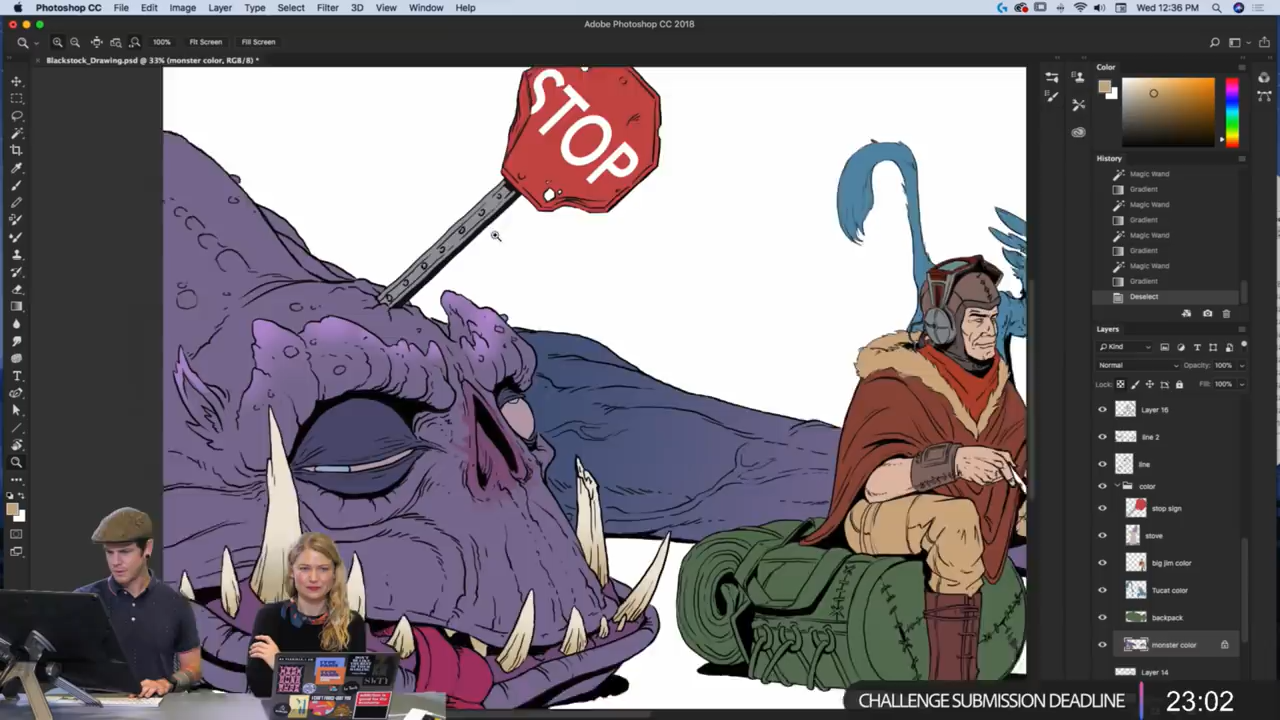 Photoshop CC File Edit Image Layer Type Select Filter 3D View Window Help Wed 12:36 PM
Adobe Photoshop CC 2018
100% Fit Screen Fill Screen
Blackstock_Drawing.psd @ 33% (monster color, RGB/8) *
Color
STOP
History
Magic Wand
Gradient
Magic Wand
Gradient
Magic Wand
Gradient
Magic Wand
Gradient
Deselect
Layers
Kind
Normal Opacity: 100%
Lock: Fill: 100%
Layer 16
line 2
line
color
stop sign
stove
big jim color
Tucat color
backpack
monster color
Layer 14
CHALLENGE SUBMISSION DEADLINE 23:02